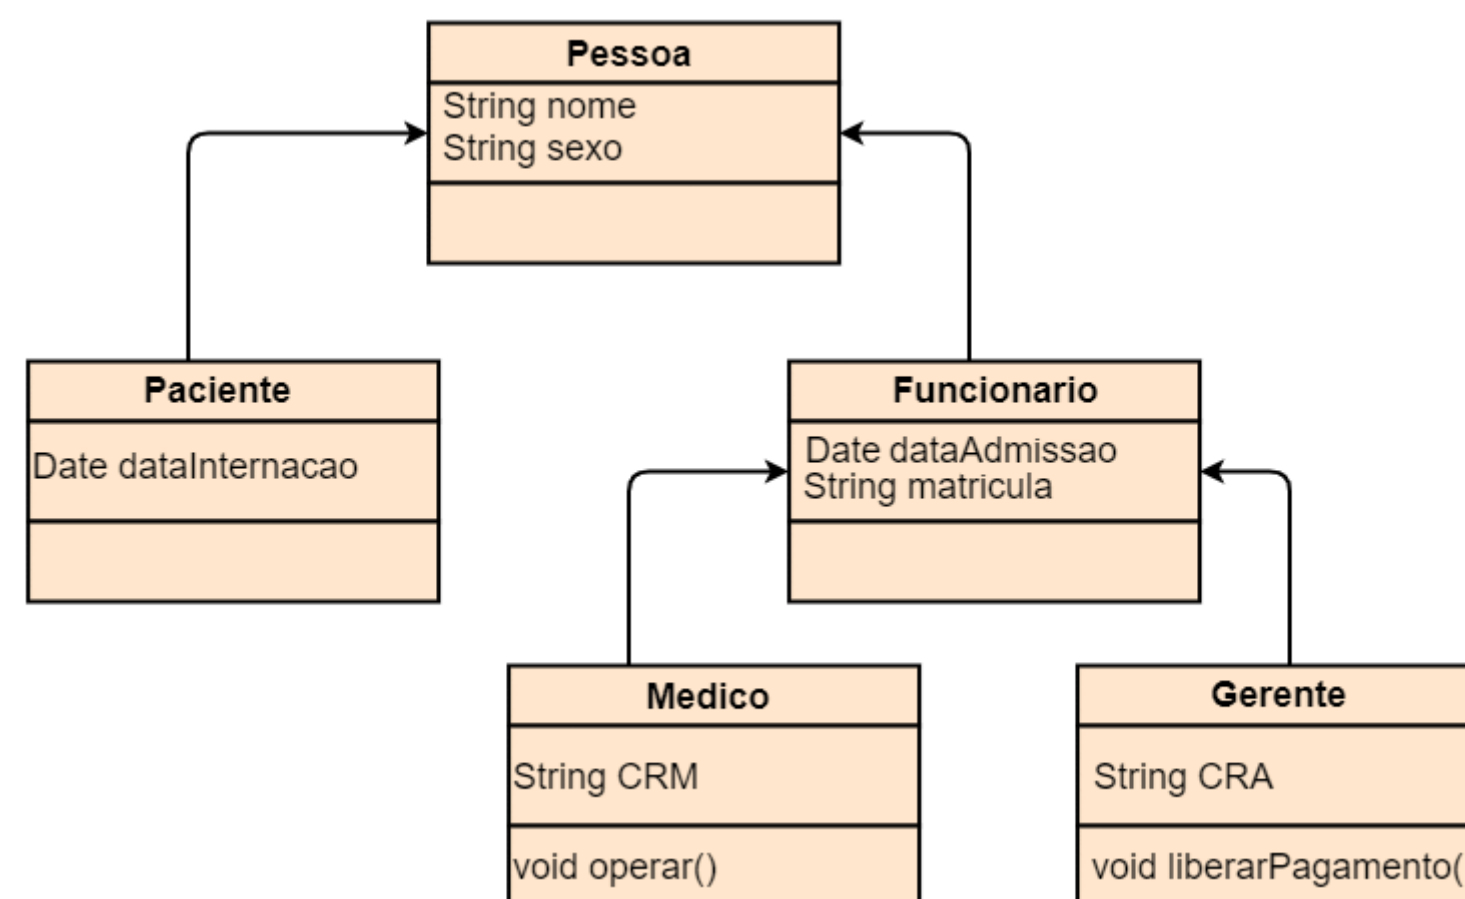 Pessoa
String nome
String sexo
Paciente
Date dataInternacao
Funcionario
Date dataAdmissao
String matricula
Medico
String CRM
void operar()
Gerente
String CRA
void liberarPagamento(